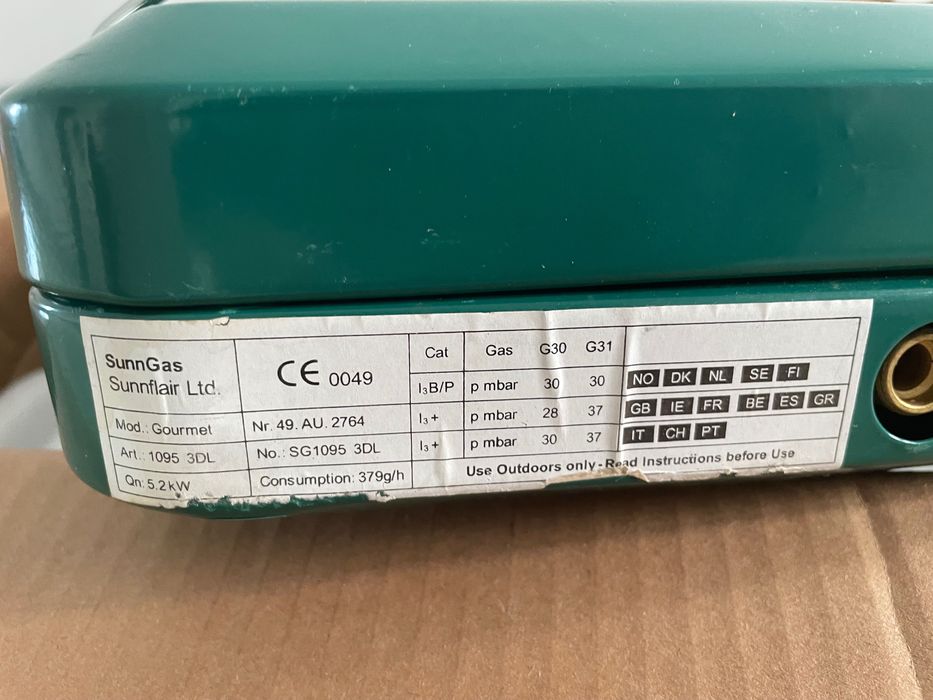 SunnGas
Sunnflair Ltd.
CE 0049
Mod.: Gourmet
Nr. 49. AU. 2764
Art.: 1095 3DL
No.: SG1095 3DL
Qn: 5.2kW
Consumption: 379g/h
Cat Gas G30 G31
I3B/P p mbar 30 30
I3+ p mbar 28 37
I3+ p mbar 30 37
NO DK NL SE FI
GB IE FR BE ES GR
IT CH PT
Use Outdoors only - Read Instructions before Use